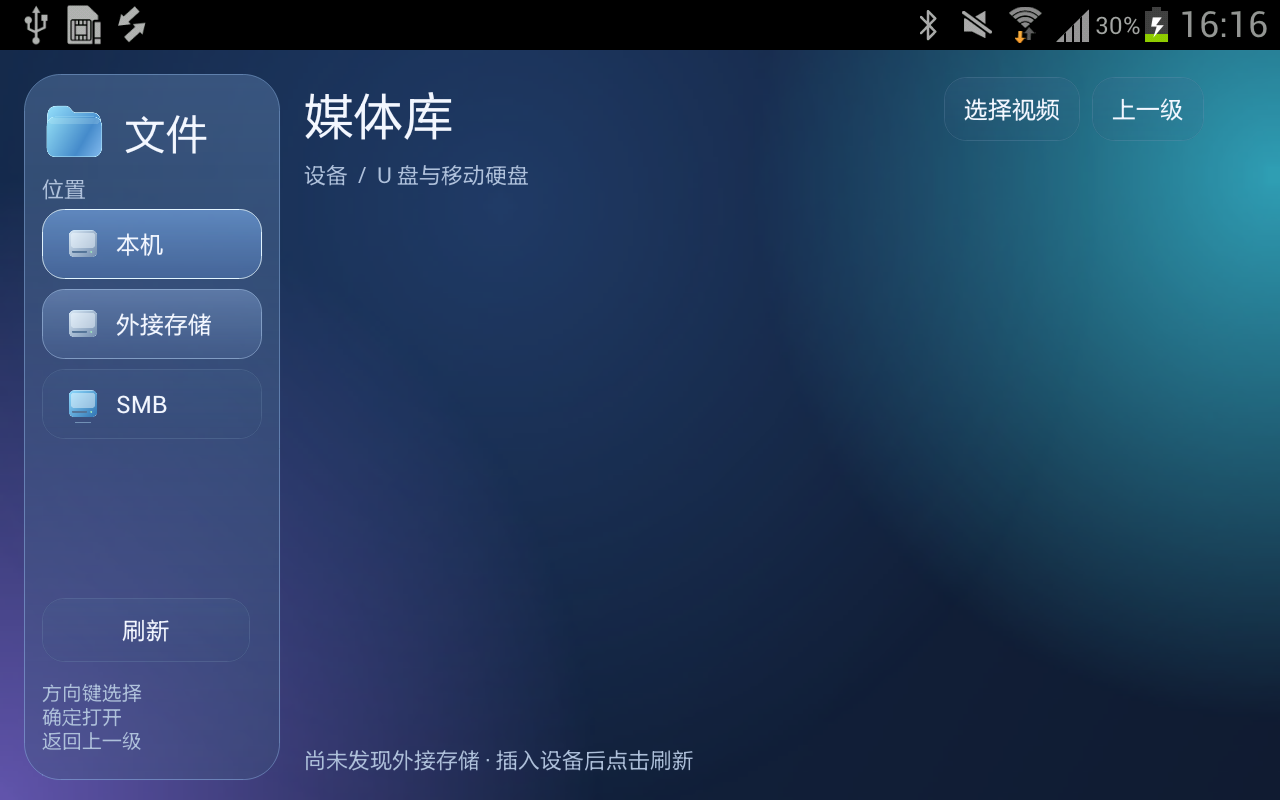 30%
16:16
文件
位置
本机
外接存储
SMB
刷新
方向键选择
确定打开
返回上一级
媒体库
设备 / U 盘与移动硬盘
选择视频
上一级
尚未发现外接存储 · 插入设备后点击刷新